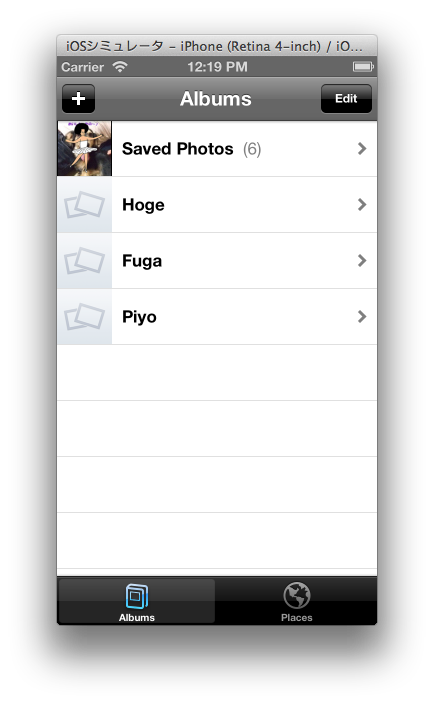 iOSシミュレータ – iPhone (Retina 4-inch) / iO...
Carrier 12:19 PM
Albums
Edit
Saved Photos (6)
Hoge
Fuga
Piyo
Albums Places